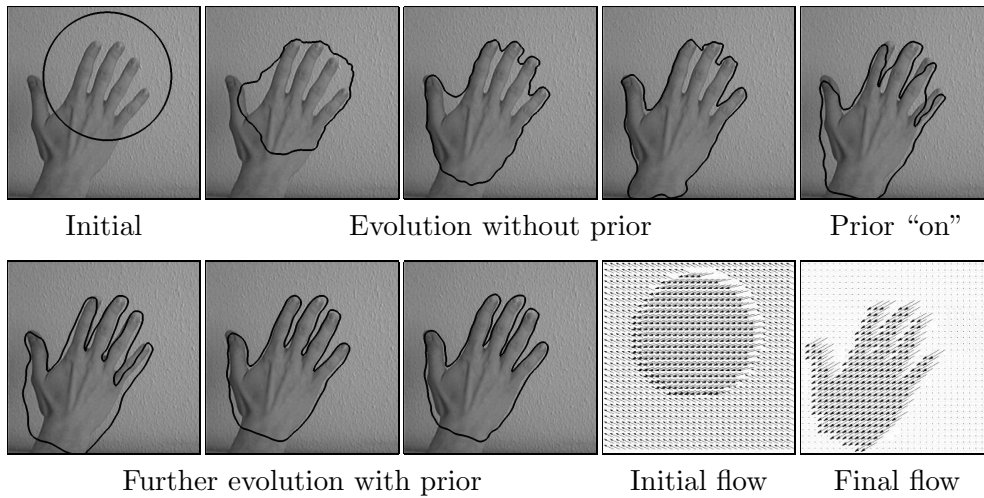 Initial
Evolution without prior
Prior “on”
Further evolution with prior
Initial flow
Final flow